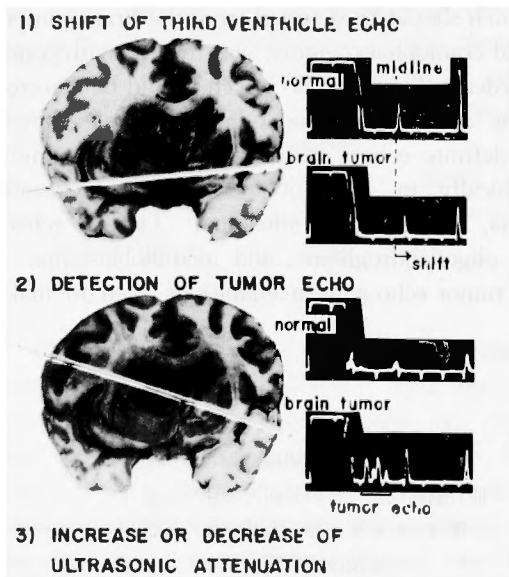 1) SHIFT OF THIRD VENTRICLE ECHO
normal
midline
brain tumor
shift
2) DETECTION OF TUMOR ECHO
normal
brain tumor
tumor echo
3) INCREASE OR DECREASE OF
ULTRASONIC ATTENUATION